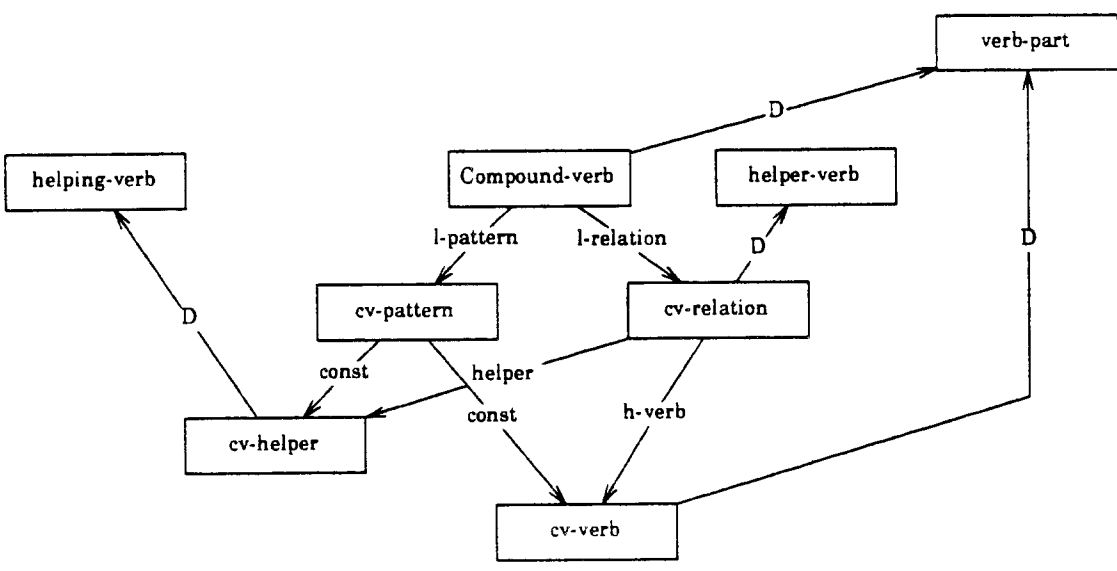 verb-part
D
helping-verb
Compound-verb
helper-verb
l-pattern
l-relation
D
D
cv-pattern
cv-relation
D
const
helper
const
h-verb
cv-helper
cv-verb